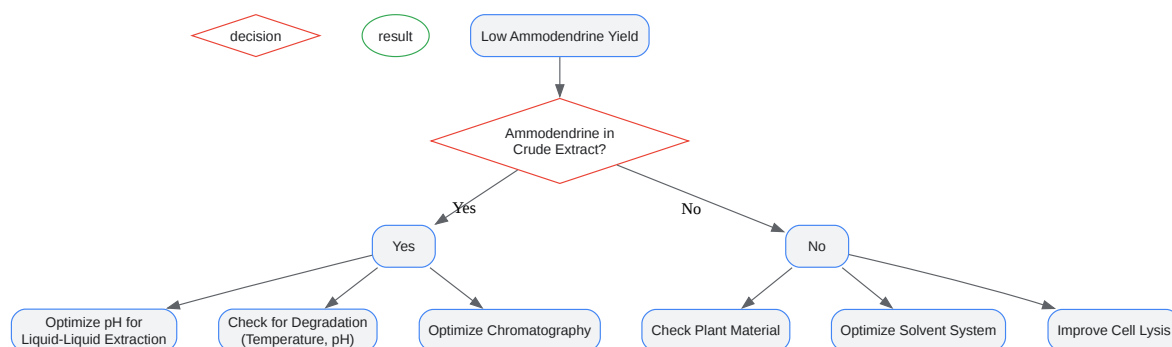 decision
result
Low Ammodendrine Yield
Ammodendrine in
Crude Extract?
Yes
No
Yes
No
Optimize pH for
Liquid-Liquid Extraction
Check for Degradation
(Temperature, pH)
Optimize Chromatography
Check Plant Material
Optimize Solvent System
Improve Cell Lysis